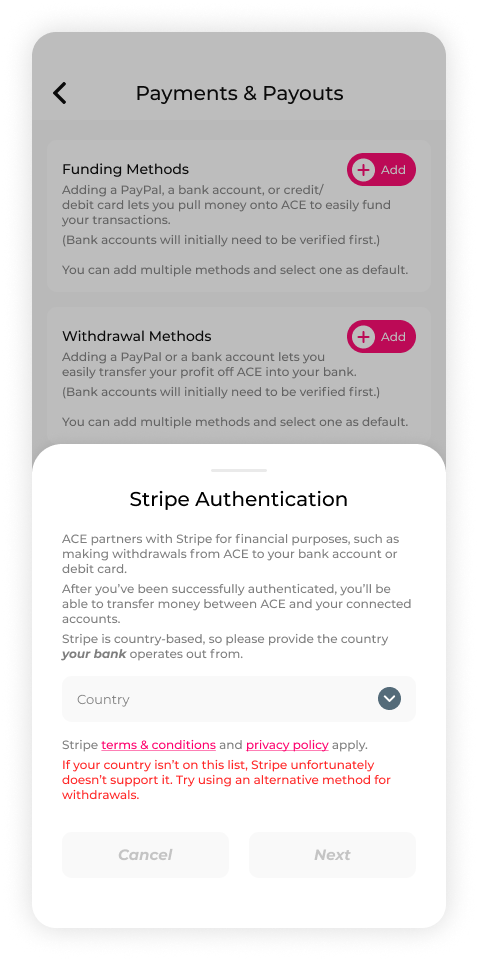 Payments & Payouts
Funding Methods
Add
Adding a PayPal, a bank account, or credit/
debit card lets you pull money onto ACE to easily fund
your transactions.
(Bank accounts will initially need to be verified first.)
You can add multiple methods and select one as default.
Withdrawal Methods
Add
Adding a PayPal or a bank account lets you
easily transfer your profit off ACE into your bank.
(Bank accounts will initially need to be verified first.)
You can add multiple methods and select one as default.
Stripe Authentication
ACE partners with Stripe for financial purposes, such as
making withdrawals from ACE to your bank account or
debit card.
After you’ve been successfully authenticated, you’ll be
able to transfer money between ACE and your connected
accounts.
Stripe is country-based, so please provide the country
your bank operates out from.
Country
Stripe terms & conditions and privacy policy apply.
If your country isn’t on this list, Stripe unfortunately
doesn’t support it. Try using an alternative method for
withdrawals.
Cancel
Next